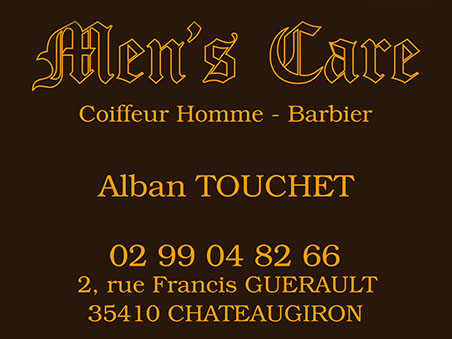 Men's Care
Coiffeur Homme - Barbier
Alban TOUCHET
02 99 04 82 66
2, rue Francis GUERAULT
35410 CHATEAUGIRON